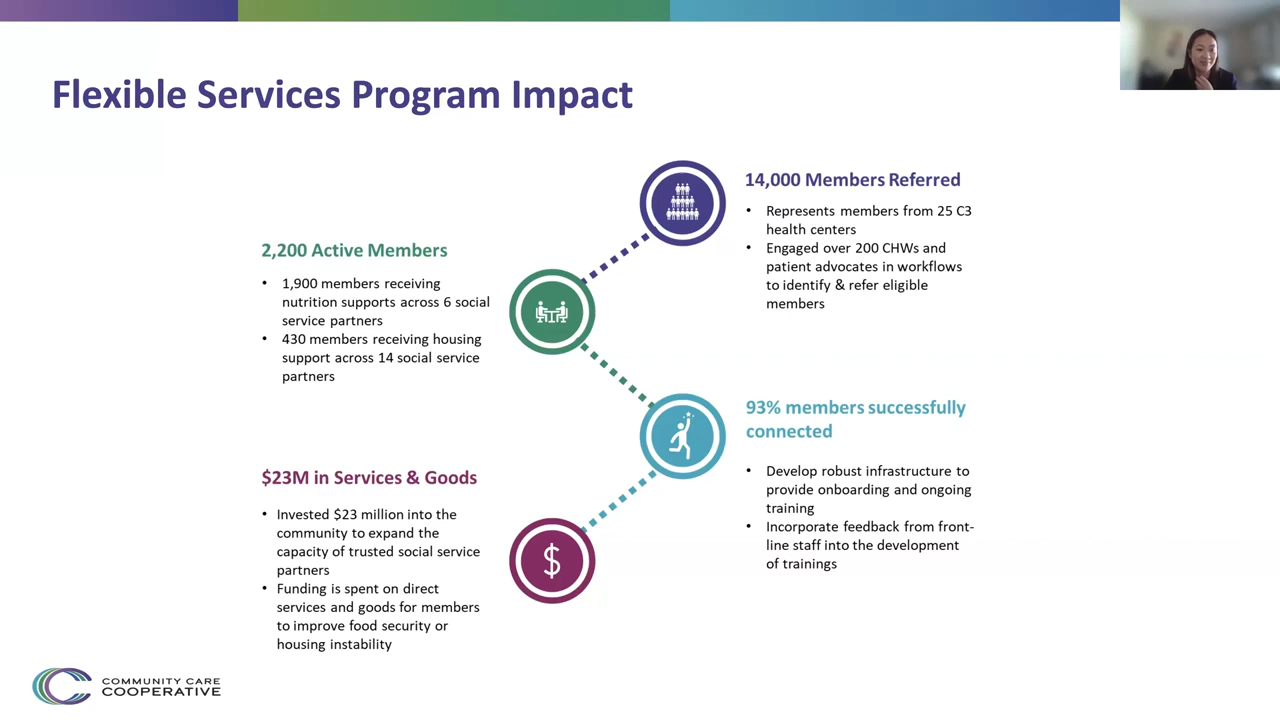 Flexible Services Program Impact
14,000 Members Referred
• Represents members from 25 C3
health centers
• Engaged over 200 CHWs and
patient advocates in workflows
to identify & refer eligible
members
2,200 Active Members
• 1,900 members receiving
nutrition supports across 6 social
service partners
• 430 members receiving housing
support across 14 social service
partners
93% members successfully
connected
• Develop robust infrastructure to
provide onboarding and ongoing
training
• Incorporate feedback from front-
line staff into the development
of trainings
$23M in Services & Goods
• Invested $23 million into the
community to expand the
capacity of trusted social service
partners
• Funding is spent on direct
services and goods for members
to improve food security or
housing instability
$
COMMUNITY CARE
COOPERATIVE